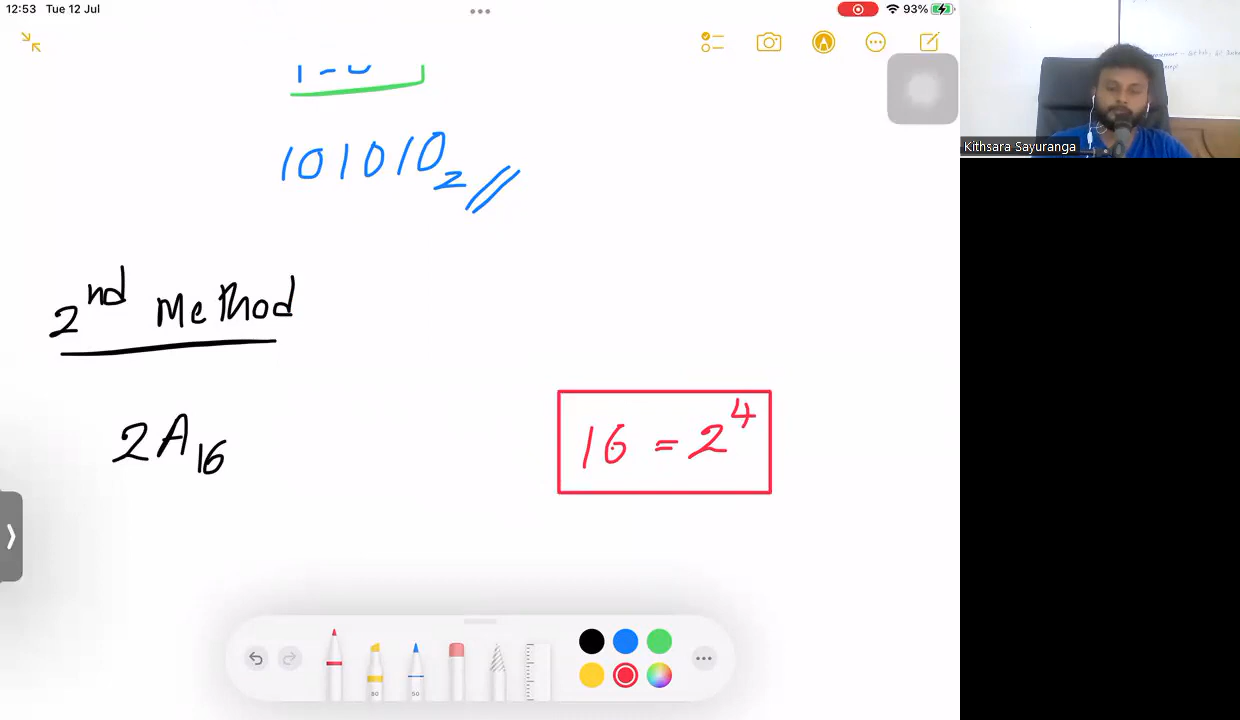 12:53 Tue 12 Jul
93%
101010₂
2ⁿᵈ Method
2A₁₆
16 = 2⁴
Kithsara Sayuranga